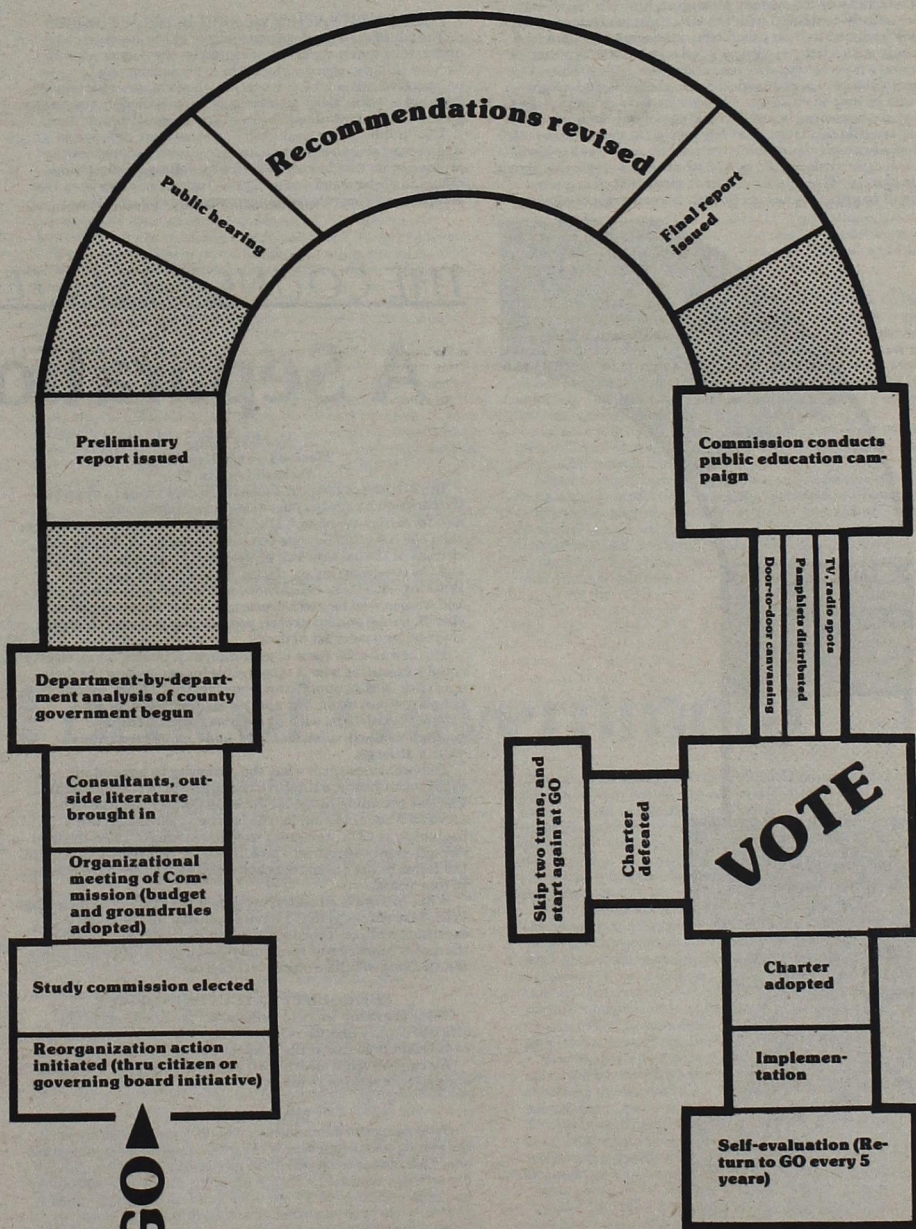 GO
Reorganization action
initiated (thru citizen or
governing board initiative)
Study commission elected
Organizational
meeting of Com-
mission (budget
and groundrules
adopted)
Consultants, out-
side literature
brought in
Department-by-depart-
ment analysis of county
government begun
Preliminary
report issued
Public hearing
Recommendations revised
Final report
issued
Commission conducts
public education cam-
paign
Door-to-door canvassing
Pamphlets distributed
TV, radio spots
VOTE
Charter
defeated
Skip two turns, and
start again at GO
Charter
adopted
Implemen-
tation
Self-evaluation (Re-
turn to GO every 5
years)